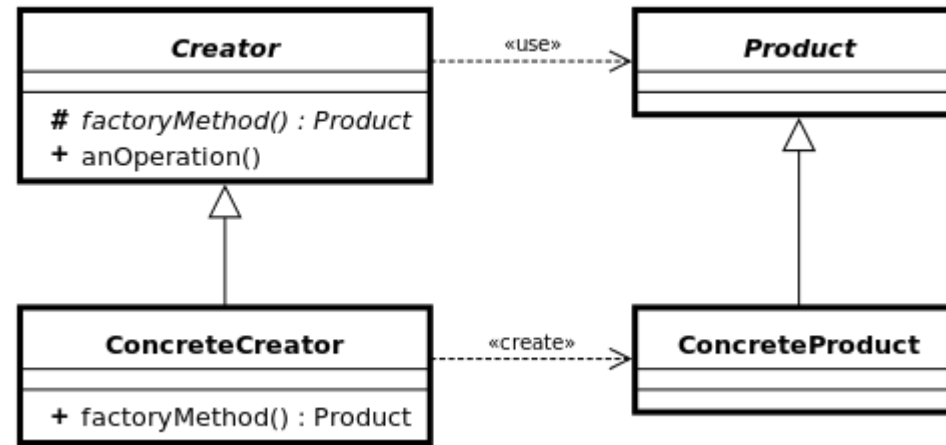 Creator
# factoryMethod() : Product
+ anOperation()
«use»
Product
ConcreteCreator
+ factoryMethod() : Product
«create»
ConcreteProduct